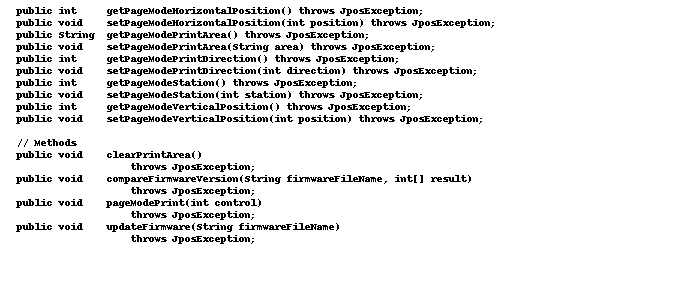 public int     getPageModeHorizontalPosition() throws JposException;
public void    setPageModeHorizontalPosition(int position) throws JposException;
public String  getPageModePrintArea() throws JposException;
public void    setPageModePrintArea(String area) throws JposException;
public int     getPageModePrintDirection() throws JposException;
public void    setPageModePrintDirection(int direction) throws JposException;
public int     getPageModeStation() throws JposException;
public void    setPageModeStation(int station) throws JposException;
public int     getPageModeVerticalPosition() throws JposException;
public void    setPageModeVerticalPosition(int position) throws JposException;

// Methods
public void    clearPrintArea()
                   throws JposException;
public void    compareFirmwareVersion(String firmwareFileName, int[] result)
                   throws JposException;
public void    pageModePrint(int control)
                   throws JposException;
public void    updateFirmware(String firmwareFileName)
                   throws JposException;